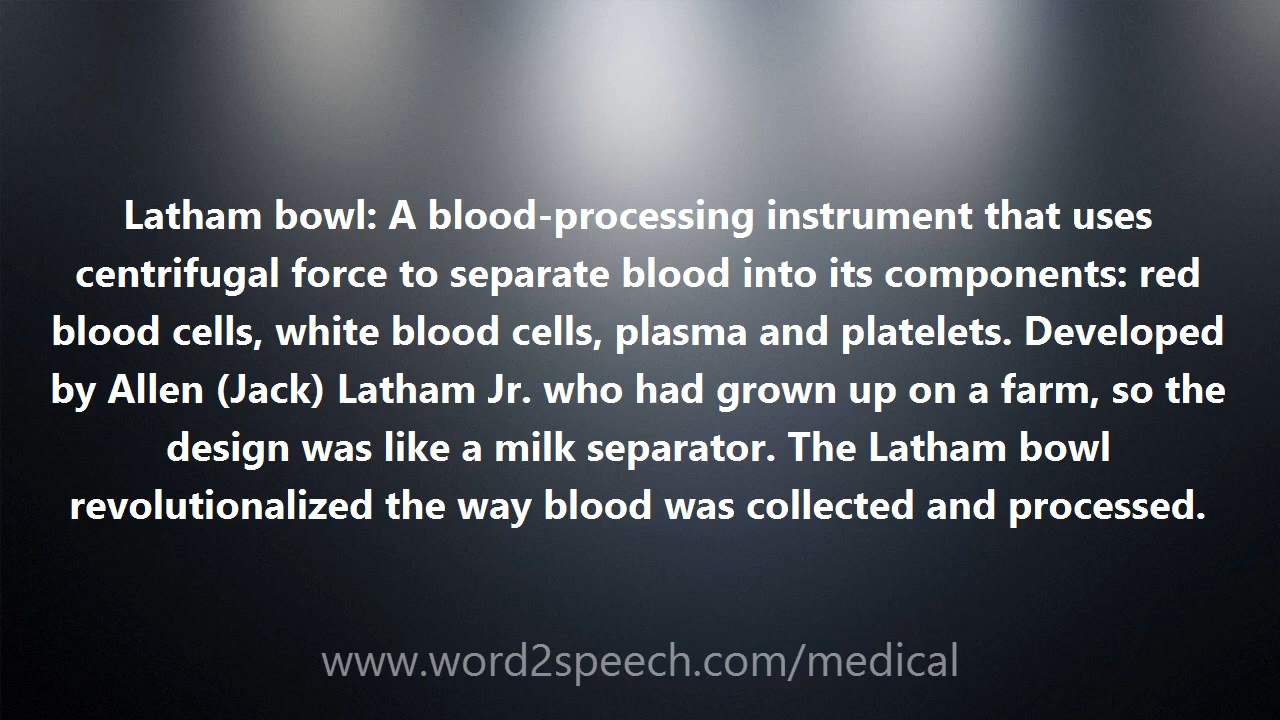 Latham bowl: A blood-processing instrument that uses
centrifugal force to separate blood into its components: red
blood cells, white blood cells, plasma and platelets. Developed
by Allen (Jack) Latham Jr. who had grown up on a farm, so the
design was like a milk separator. The Latham bowl
revolutionalized the way blood was collected and processed.
www.word2speech.com/medical